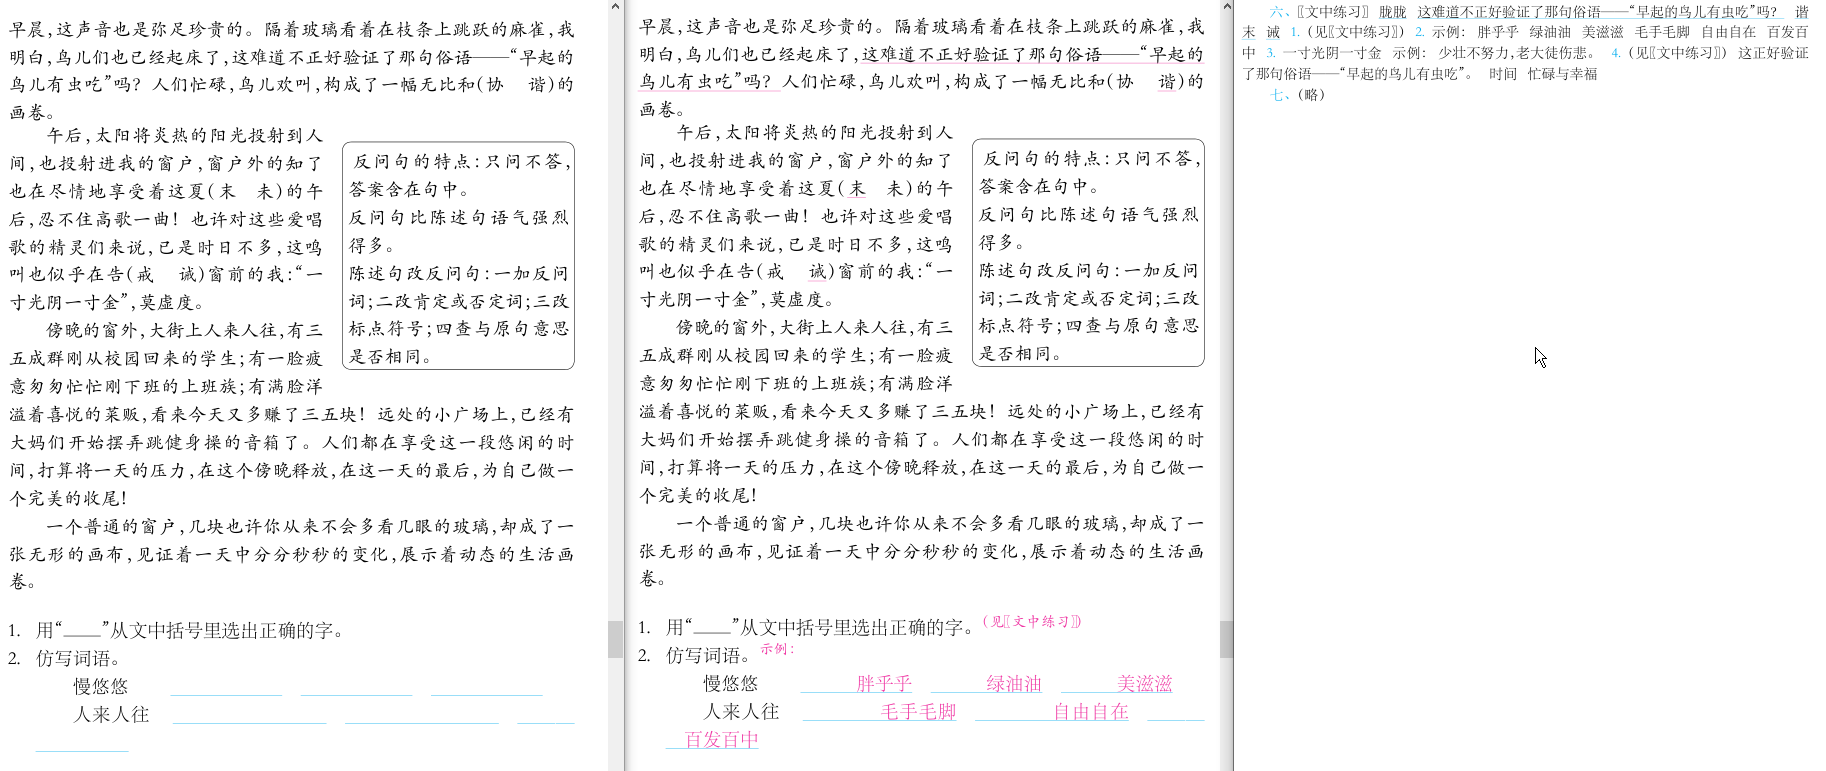 早晨,这声音也是弥足珍贵的。隔着玻璃看着在枝条上跳跃的麻雀,我
明白,鸟儿们也已经起床了,这难道不正好验证了那句俗语——“早起的
鸟儿有虫吃”吗？人们忙碌,鸟儿欢叫,构成了一幅无比和(协　谐)的
画卷。
午后,太阳将炎热的阳光投射到人
间,也投射进我的窗户,窗户外的知了
也在尽情地享受着这夏(末　未)的午
后,忍不住高歌一曲！也许对这些爱唱
歌的精灵们来说,已是时日不多,这鸣
叫也似乎在告(戒　诫)窗前的我:“一
寸光阴一寸金”,莫虚度。
反问句的特点:只问不答,
答案含在句中。
反问句比陈述句语气强烈
得多。
陈述句改反问句:一加反问
词;二改肯定或否定词;三改
标点符号;四查与原句意思
是否相同。
傍晚的窗外,大街上人来人往,有三
五成群刚从校园回来的学生;有一脸疲
意匆匆忙忙刚下班的上班族;有满脸洋
溢着喜悦的菜贩,看来今天又多赚了三五块！远处的小广场上,已经有
大妈们开始摆弄跳健身操的音箱了。人们都在享受这一段悠闲的时
间,打算将一天的压力,在这个傍晚释放,在这一天的最后,为自己做一
个完美的收尾！
一个普通的窗户,几块也许你从来不会多看几眼的玻璃,却成了一
张无形的画布,见证着一天中分分秒秒的变化,展示着动态的生活画
卷。
1. 用“____”从文中括号里选出正确的字。
2. 仿写词语。
慢悠悠
人来人往
早晨,这声音也是弥足珍贵的。隔着玻璃看着在枝条上跳跃的麻雀,我
明白,鸟儿们也已经起床了,这难道不正好验证了那句俗语——“早起的
鸟儿有虫吃”吗？人们忙碌,鸟儿欢叫,构成了一幅无比和(协　谐)的
画卷。
午后,太阳将炎热的阳光投射到人
间,也投射进我的窗户,窗户外的知了
也在尽情地享受着这夏(末　未)的午
后,忍不住高歌一曲！也许对这些爱唱
歌的精灵们来说,已是时日不多,这鸣
叫也似乎在告(戒　诫)窗前的我:“一
寸光阴一寸金”,莫虚度。
反问句的特点:只问不答,
答案含在句中。
反问句比陈述句语气强烈
得多。
陈述句改反问句:一加反问
词;二改肯定或否定词;三改
标点符号;四查与原句意思
是否相同。
傍晚的窗外,大街上人来人往,有三
五成群刚从校园回来的学生;有一脸疲
意匆匆忙忙刚下班的上班族;有满脸洋
溢着喜悦的菜贩,看来今天又多赚了三五块！远处的小广场上,已经有
大妈们开始摆弄跳健身操的音箱了。人们都在享受这一段悠闲的时
间,打算将一天的压力,在这个傍晚释放,在这一天的最后,为自己做一
个完美的收尾！
一个普通的窗户,几块也许你从来不会多看几眼的玻璃,却成了一
张无形的画布,见证着一天中分分秒秒的变化,展示着动态的生活画
卷。
1. 用“____”从文中括号里选出正确的字。(见〖文中练习〗)
2. 仿写词语。示例:
慢悠悠　胖乎乎　绿油油　美滋滋
人来人往　毛手毛脚　自由自在
百发百中
六、〖文中练习〗 胧胧　这难道不正好验证了那句俗语——“早起的鸟儿有虫吃”吗？　谐
末　诫　1. (见〖文中练习〗) 2. 示例: 胖乎乎　绿油油　美滋滋　毛手毛脚　自由自在　百发百
中　3. 一寸光阴一寸金　示例: 少壮不努力,老大徒伤悲。　4. (见〖文中练习〗) 这正好验证
了那句俗语——“早起的鸟儿有虫吃”。　时间　忙碌与幸福
七、(略)